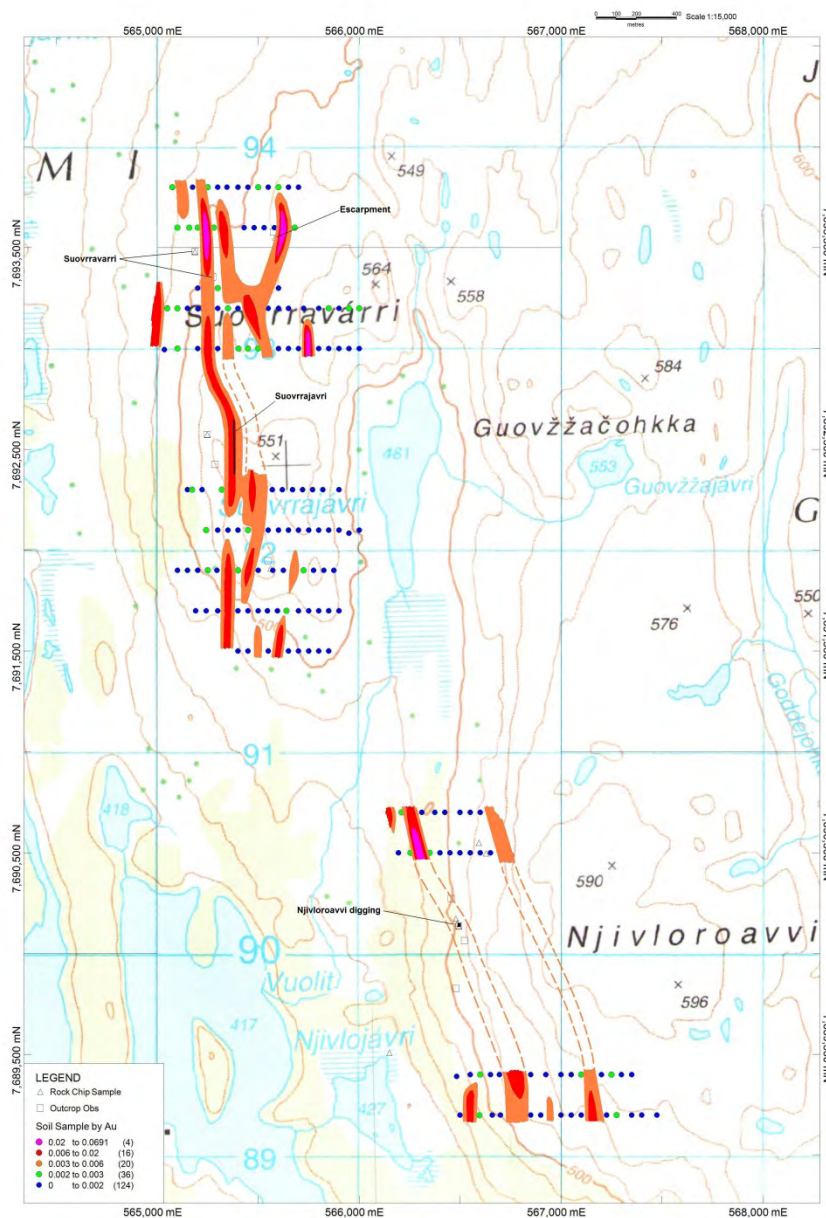 565,000 mE 566,000 mE 567,000 mE 568,000 mE
0 100 200 400 Scale 1:15,000
metres
J
94
M I
549
600
Escarpment
7,693,500 mN
Suovrravarri
564
558
Suovrravárri
93
584
Suovrrajavri
Guovžžačohkka
551
481
553
7,692,500 mN
Guovžžajávri
Suovrrajávri
G
92
550
576
500
7,691,500 mN
Goddejohka
91
418
7,690,500 mN
590
Njivloroavvi digging
Njivloroavvi
90
Vuolit
596
417
Njivlojávri
7,689,500 mN
427
LEGEND
Rock Chip Sample
Outcrop Obs
Soil Sample by Au
0.02 to 0.0691 (4)
0.006 to 0.02 (16)
0.003 to 0.006 (20)
0.002 to 0.003 (36)
0 to 0.002 (124)
89
500
565,000 mE 566,000 mE 567,000 mE 568,000 mE